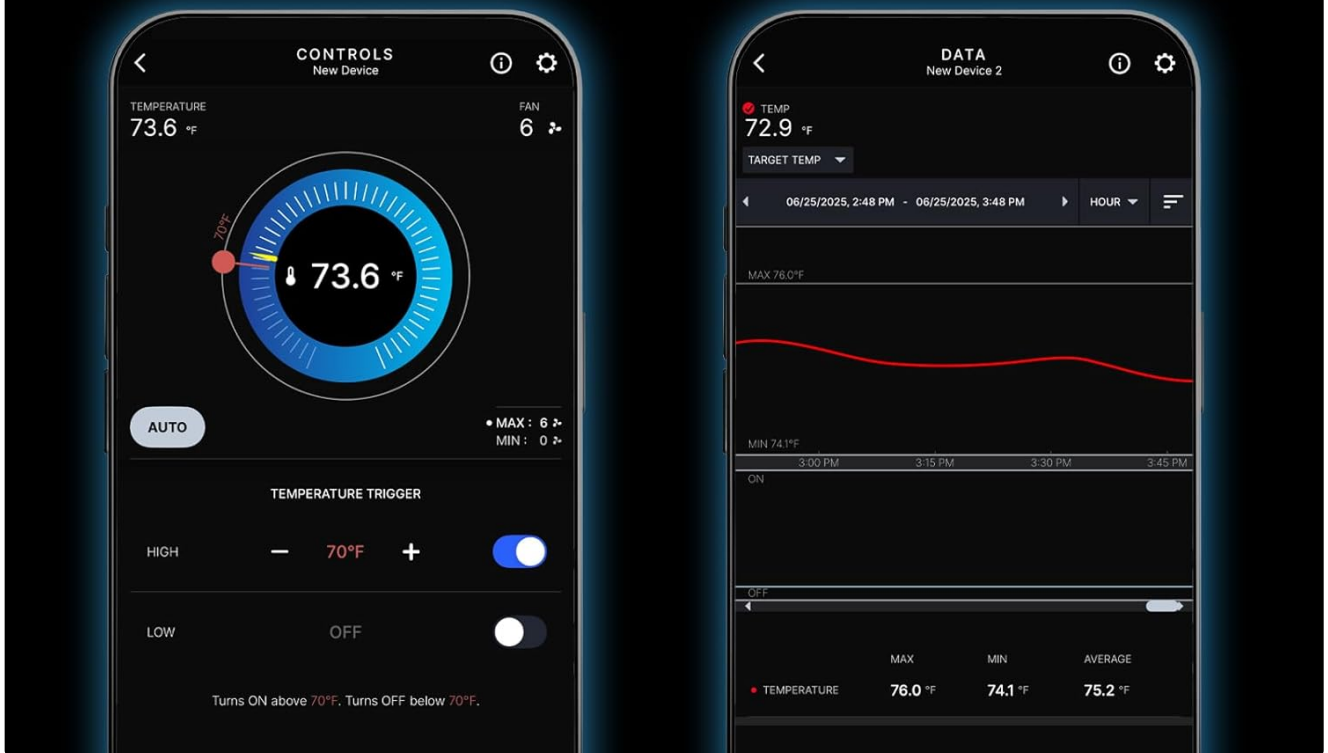 CONTROLS
New Device
TEMPERATURE
73.6 °F
FAN
6
70°F
73.6 °F
AUTO
• MAX : 6
MIN : 0
TEMPERATURE TRIGGER
HIGH − 70°F +
LOW OFF
Turns ON above 70°F. Turns OFF below 70°F.
DATA
New Device 2
TEMP
72.9 °F
TARGET TEMP
06/25/2025, 2:48 PM - 06/25/2025, 3:48 PM HOUR
MAX 76.0°F
MIN 74.1°F
3:00 PM 3:15 PM 3:30 PM 3:45 PM
ON
OFF
MAX MIN AVERAGE
• TEMPERATURE 76.0 °F 74.1 °F 75.2 °F